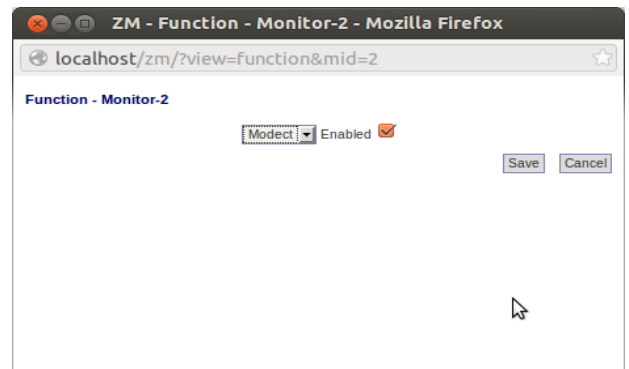 ZM - Function - Monitor-2 - Mozilla Firefox
localhost/zm/?view=function&mid=2
Function - Monitor-2
Modect Enabled
Save Cancel